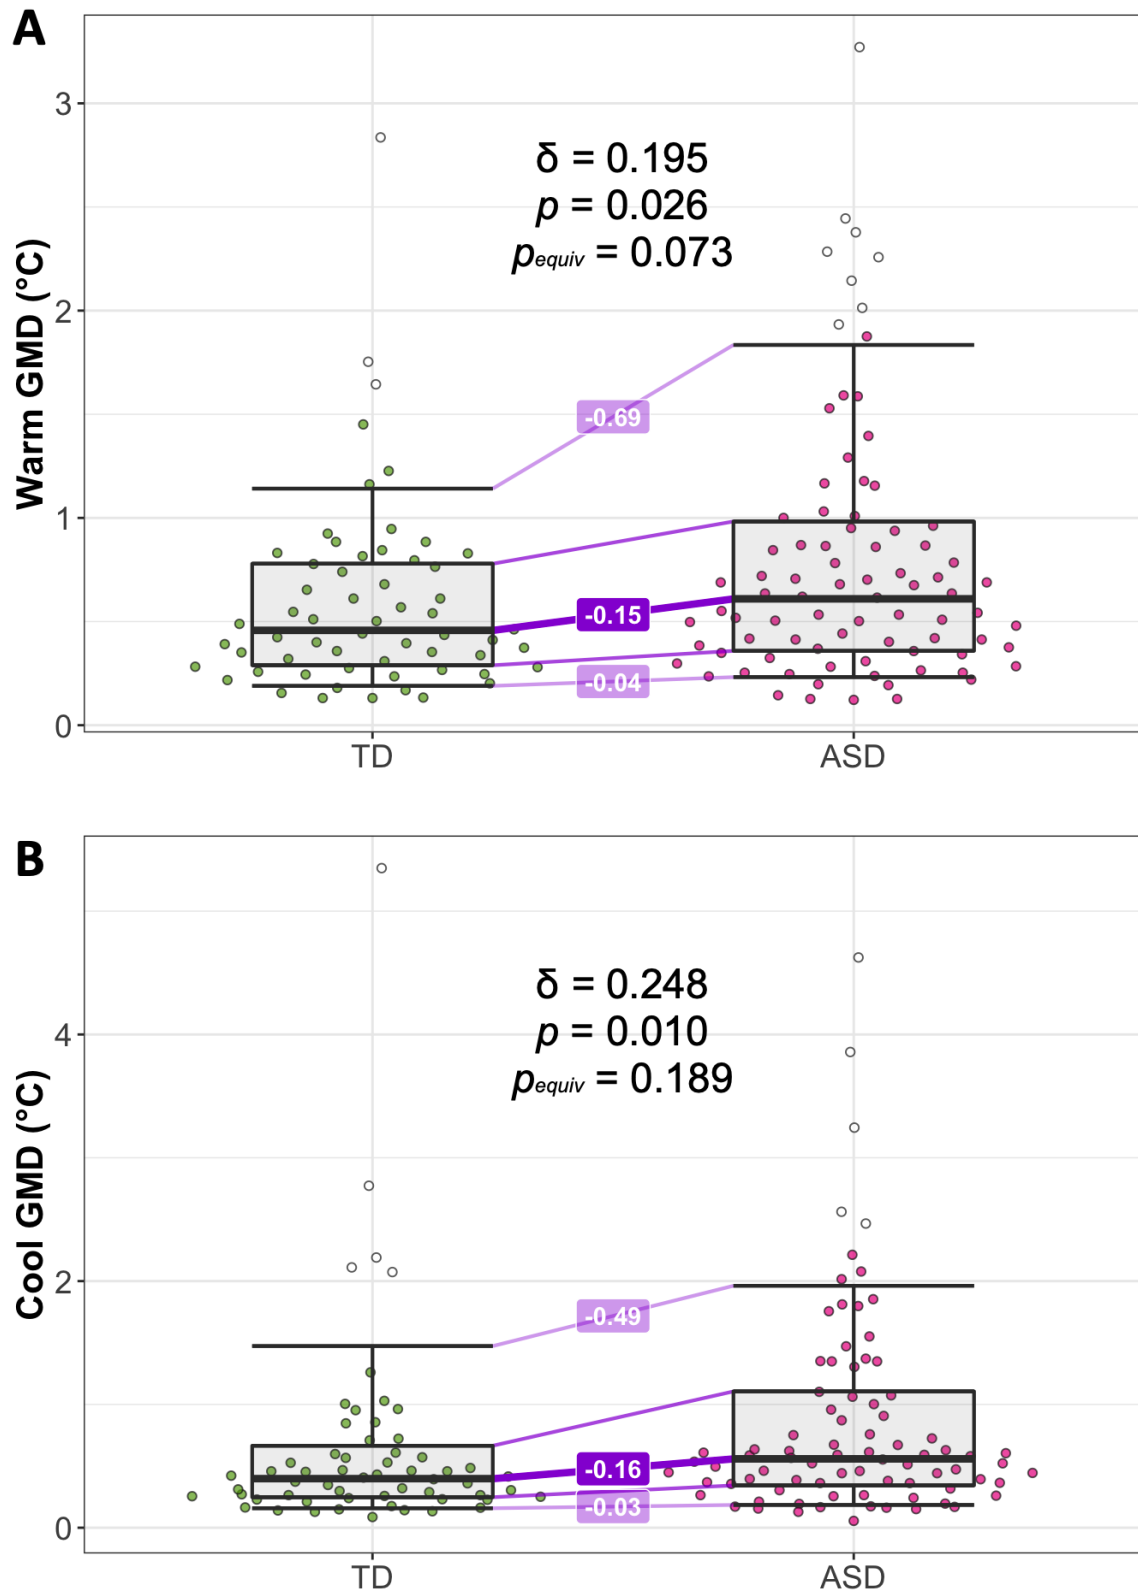 A
Warm GMD (°C)
3
2
1
0
δ = 0.195
p = 0.026
pequiv = 0.073
-0.69
-0.15
-0.04
TD ASD
B
Cool GMD (°C)
4
2
0
δ = 0.248
p = 0.010
pequiv = 0.189
-0.49
-0.16
-0.03
TD ASD